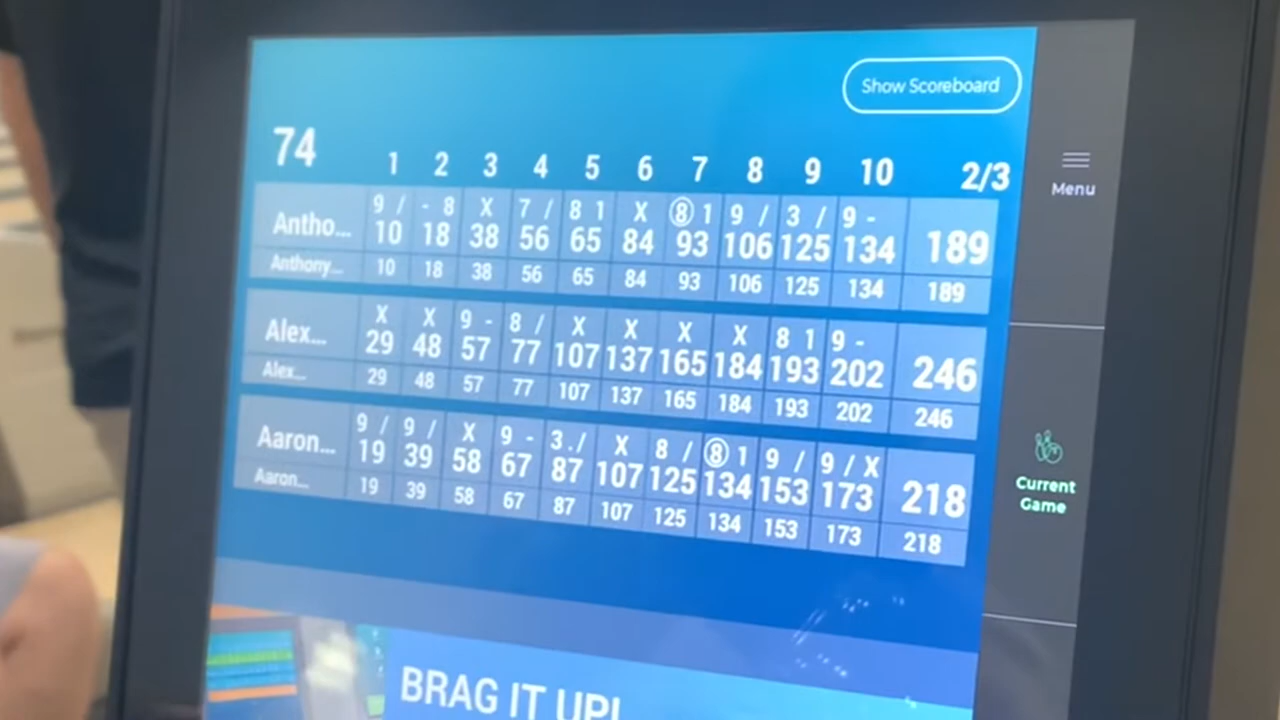 Show Scoreboard
74 1 2 3 4 5 6 7 8 9 10 2/3
9 / - 8 X 7 / 8 1 X ⑧ 1 9 / 3 / 9 -
Antho... 10 18 38 56 65 84 93 106 125 134 189
Anthony... 10 18 38 56 65 84 93 106 125 134 189
X X 9 - 8 / X X X X 8 1 9 -
Alex... 29 48 57 77 107 137 165 184 193 202 246
Alex... 29 48 57 77 107 137 165 184 193 202 246
9 / 9 / X 9 - 3 / X 8 / ⑧ 1 9 / 9 / X
Aaron... 19 39 58 67 87 107 125 134 153 173 218
Aaron... 19 39 58 67 87 107 125 134 153 173 218
BRAG IT UP!
Menu
Current
Game